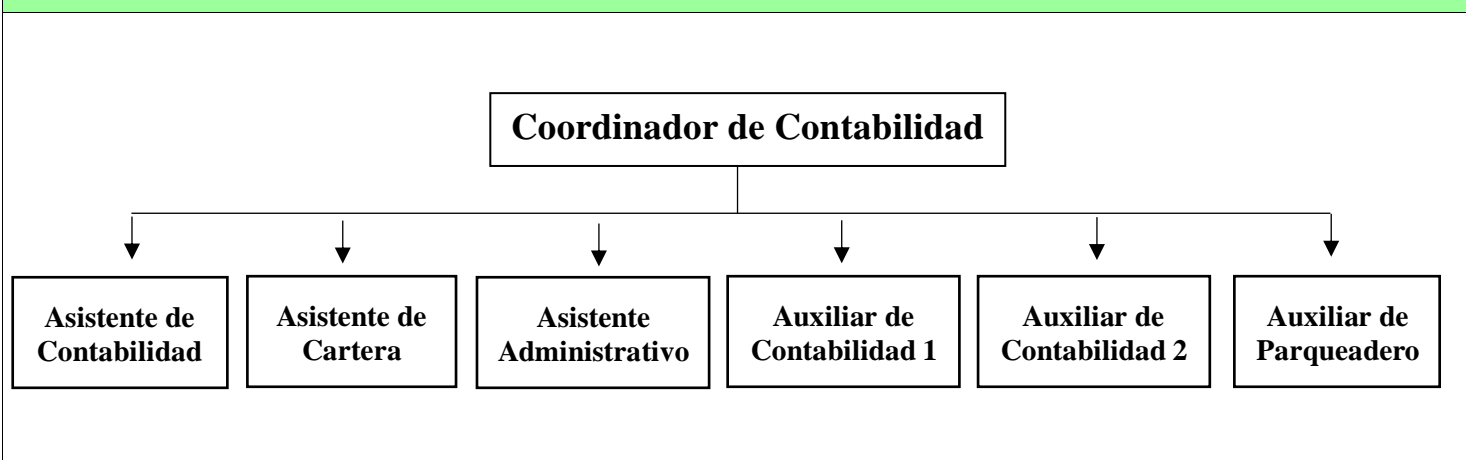 Coordinador de Contabilidad
Asistente de
Contabilidad
Asistente de
Cartera
Asistente
Administrativo
Auxiliar de
Contabilidad 1
Auxiliar de
Contabilidad 2
Auxiliar de
Parqueadero